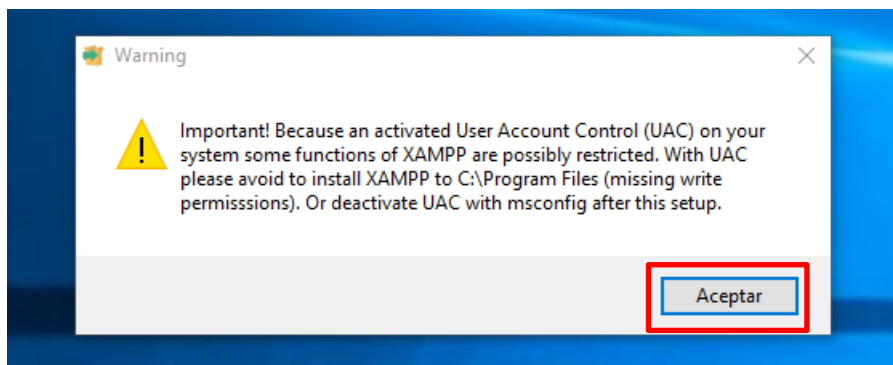 Warning
Important! Because an activated User Account Control (UAC) on your
system some functions of XAMPP are possibly restricted. With UAC
please avoid to install XAMPP to C:\Program Files (missing write
permisssions). Or deactivate UAC with msconfig after this setup.
Aceptar